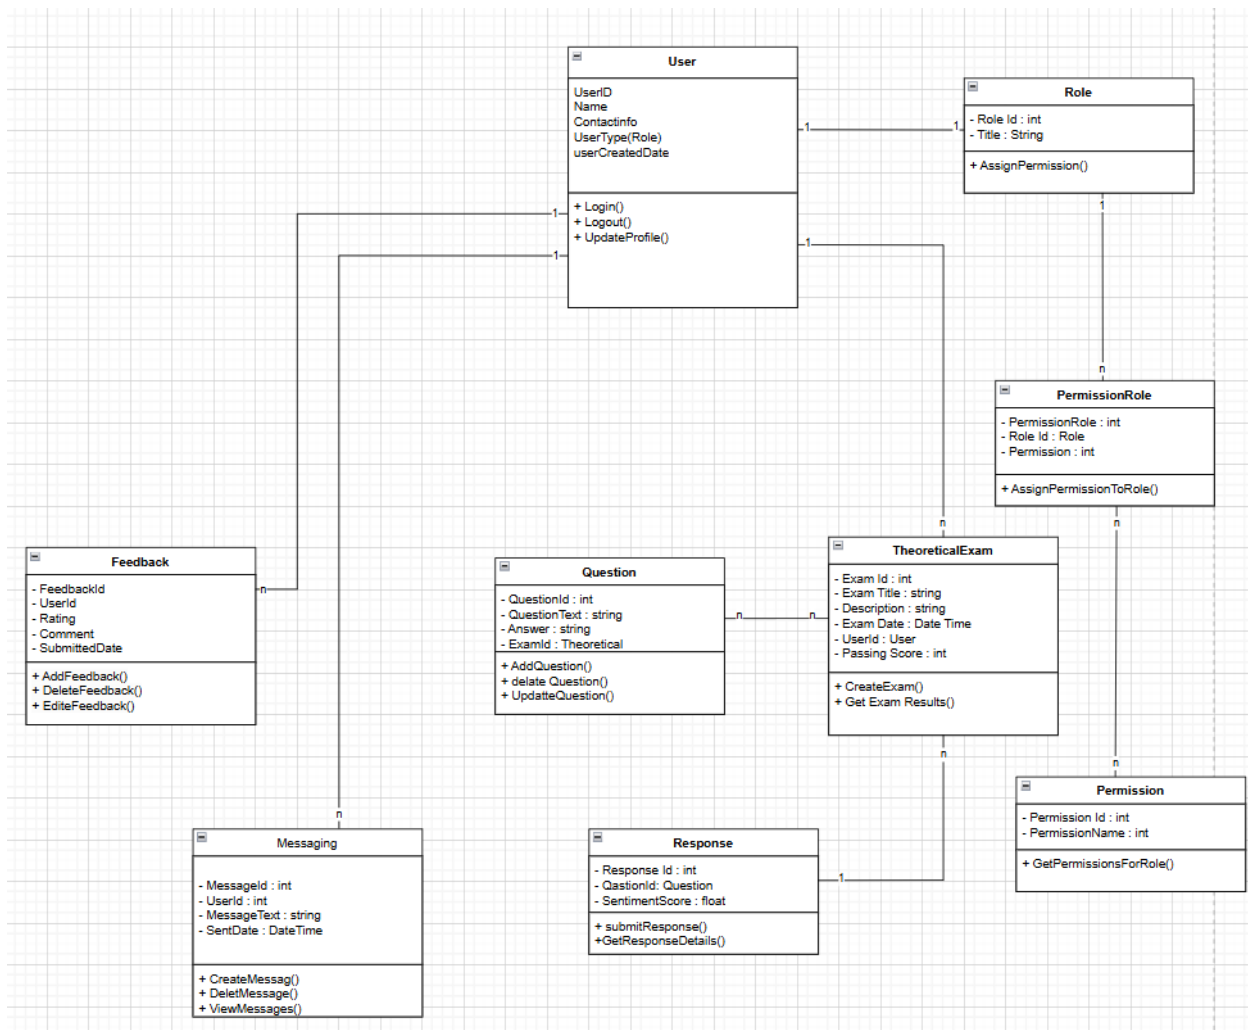 User
UserID
Name
Contactinfo
UserType(Role)
userCreatedDate
+ Login()
+ Logout()
+ UpdateProfile()
1
1
1
1
1
Role
- Role Id : int
- Title : String
+ AssignPermission()
1
n
PermissionRole
- PermissionRole : int
- Role Id : Role
- Permission : int
+ AssignPermissionToRole()
n
n
Permission
- Permission Id : int
- PermissionName : int
+ GetPermissionsForRole()
n
TheoreticalExam
- Exam Id : int
- Exam Title : string
- Description : string
- Exam Date : Date Time
- UserId : User
- Passing Score : int
+ CreateExam()
+ Get Exam Results()
n
n
n
Question
- QuestionId : int
- QuestionText : string
- Answer : string
- ExamId : Theoretical
+ AddQuestion()
+ delate Question()
+ UpdatteQuestion()
n
Feedback
- FeedbackId
- UserId
- Rating
- Comment
- SubmittedDate
+ AddFeedback()
+ DeleteFeedback()
+ EditeFeedback()
n
Messaging
- MessageId : int
- UserId : int
- MessageText : string
- SentDate : DateTime
+ CreateMessag()
+ DeletMessage()
+ ViewMessages()
Response
- Response Id : int
- QastionId: Question
- SentimentScore : float
+ submitResponse()
+GetResponseDetails()
1